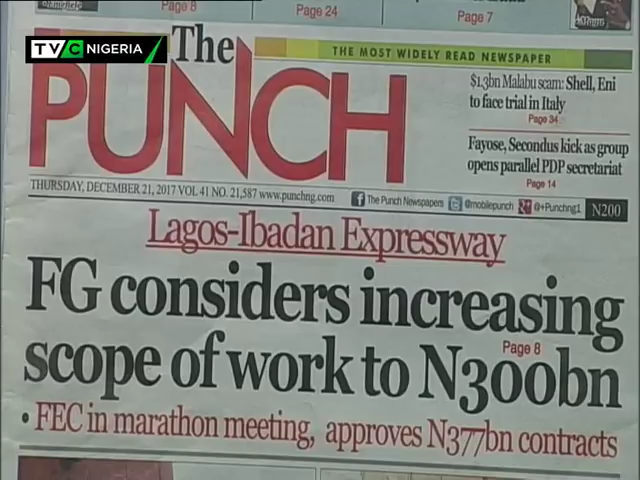 Page 8
Page 24
Page 7
TVC NIGERIA
The
PUNCH
THE MOST WIDELY READ NEWSPAPER
$1.3bn Malabu scam: Shell, Eni
to face trial in Italy
Page 34
Fayose, Secondus kick as group
opens parallel PDP secretariat
Page 14
THURSDAY, DECEMBER 21, 2017 VOL 41 NO. 21,587 www.punchng.com
The Punch Newspapers
@mobilepunch
@+Punchng1
N200
Lagos-Ibadan Expressway
FG considers increasing
scope of work to N300bn
Page 8
• FEC in marathon meeting, approves N377bn contracts